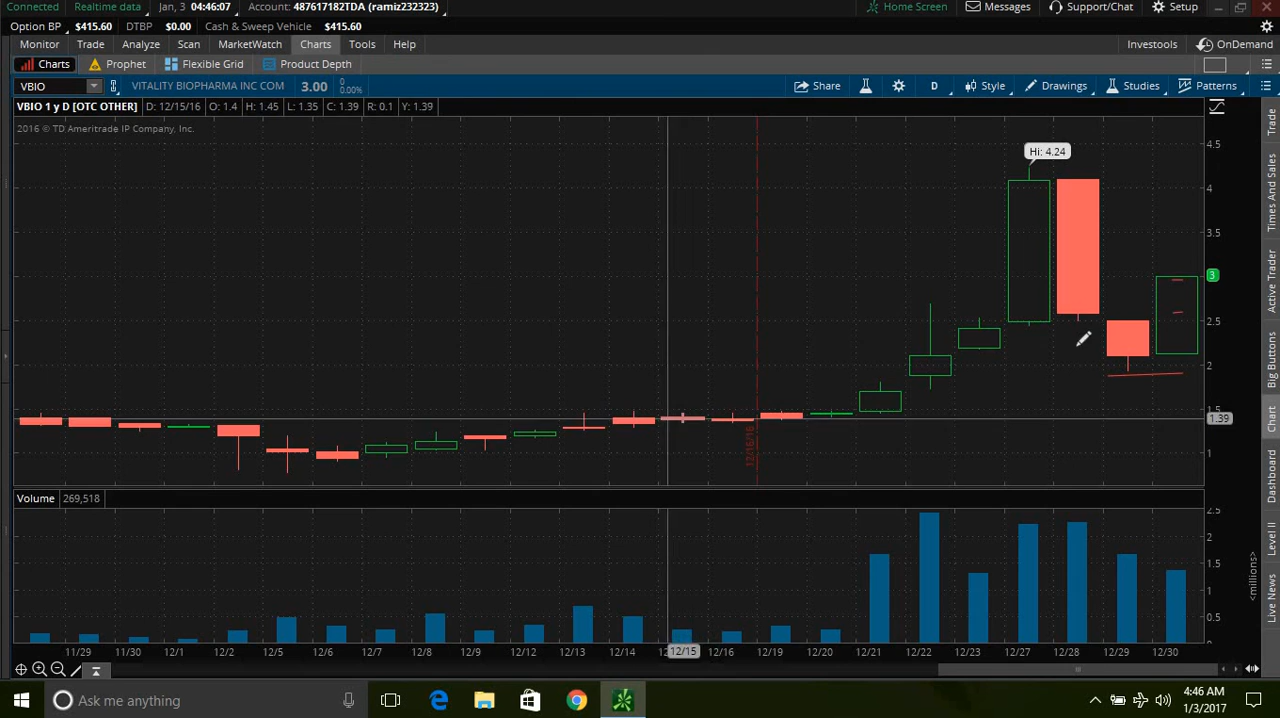 Connected Realtime data Jan, 3 04:46:07 Account: 487617182TDA (ramiz232323) Home Screen Messages Support/Chat Setup
Option BP $415.60 DTBP $0.00 Cash & Sweep Vehicle $415.60
Monitor Trade Analyze Scan MarketWatch Charts Tools Help Investools OnDemand
Charts Prophet Flexible Grid Product Depth
VBIO VITALITY BIOPHARMA INC COM 3.00 0 0.00% Share D Style Drawings Studies Patterns
VBIO 1 y D [OTC OTHER] D: 12/15/16 O: 1.4 H: 1.45 L: 1.35 C: 1.39 R: 0.1 Y: 1.39
2016 © TD Ameritrade IP Company, Inc.
Hi: 4.24
4.5
4
3.5
3
2.5
2
1.5
1.39
1
12/16/16
Volume 269,518
2.5
2
1.5
1
0.5
0
<millions>
11/29 11/30 12/1 12/2 12/5 12/6 12/7 12/8 12/9 12/12 12/13 12/14 12/15 12/16 12/19 12/20 12/21 12/22 12/23 12/27 12/28 12/29 12/30
Trade
Times And Sales
Active Trader
Big Buttons
Chart
Dashboard
Level II
Live News
Ask me anything
4:46 AM
1/3/2017